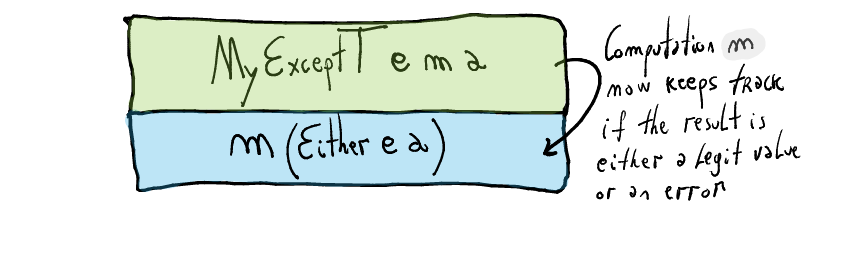 MyExceptT e m a
m (Either e a)
Computation m
now keeps track
if the result is
either a legit value
or an error